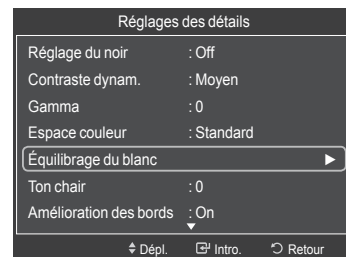 Réglages des détails
Réglage du noir : Off
Contraste dynam. : Moyen
Gamma : 0
Espace couleur : Standard
Équilibrage du blanc
Ton chair : 0
Amélioration des bords : On
Dépl. Intro. Retour